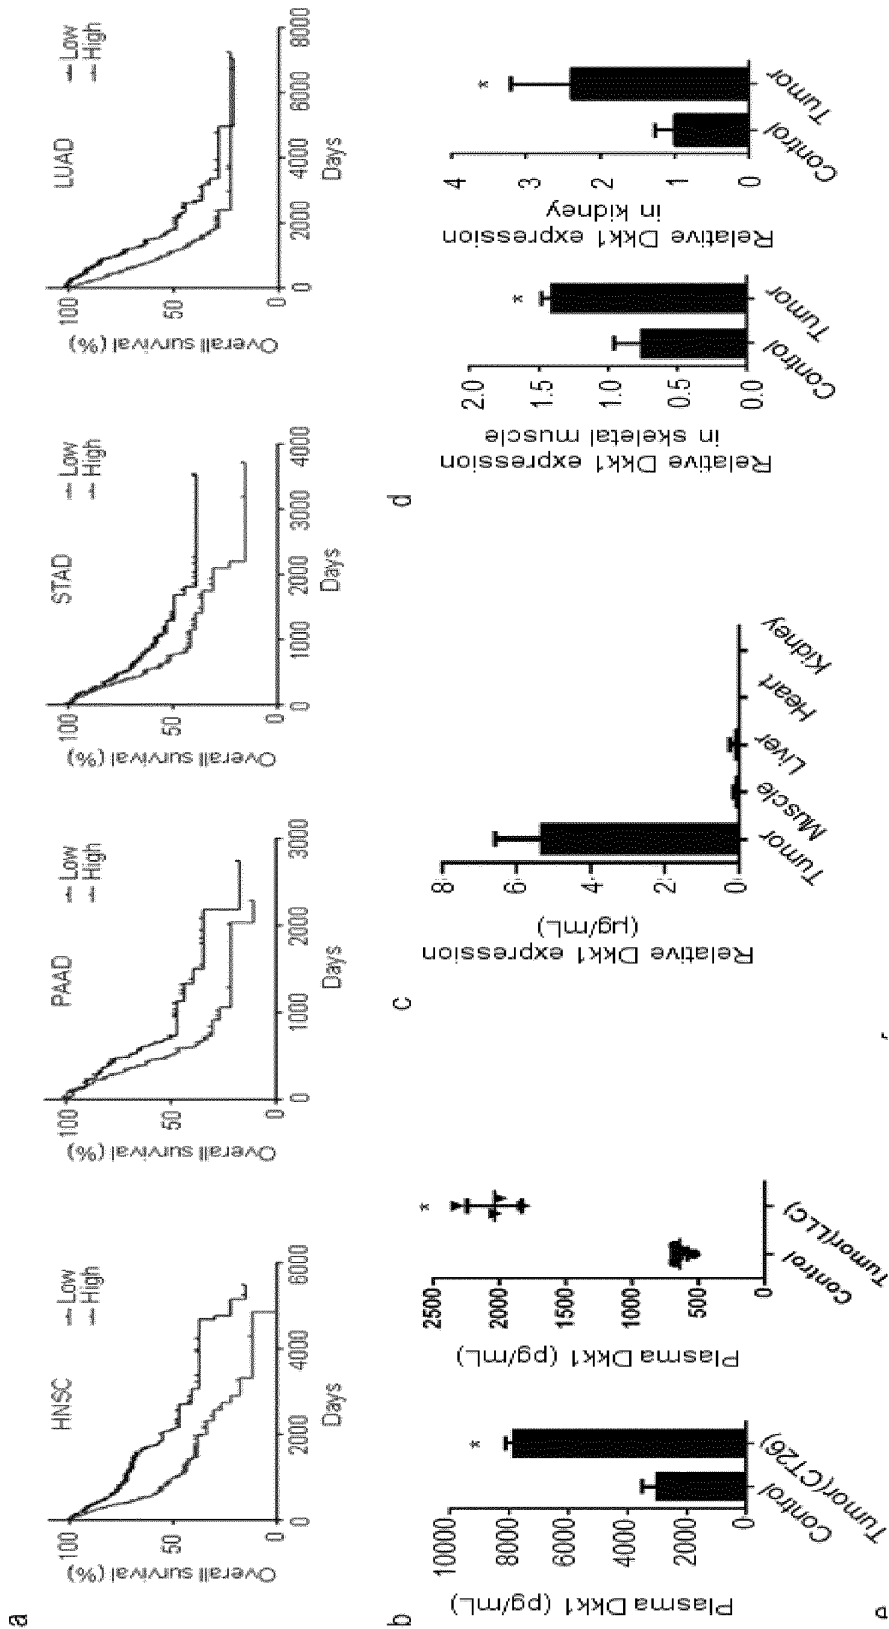 a
HNSC
Low
High
Overall survival (%)
100
50
0
0 2000 4000 6000
Days
PAAD
Low
High
Overall survival (%)
100
50
0
0 1000 2000 3000
Days
STAD
Low
High
Overall survival (%)
100
50
0
0 1000 2000 3000 4000
Days
LUAD
Low
High
Overall survival (%)
100
50
0
0 2000 4000 6000 8000
Days
b
Plasma Dkk1 (pg/mL)
10000
8000
6000
4000
2000
0
*
Control
Tumor(CT26)
Plasma Dkk1 (pg/mL)
2500
2000
1500
1000
500
0
*
Control
Tumor(LLC)
c
Relative Dkk1 expression
(μg/mL)
8
6
4
2
0
Tumor
Muscle
Liver
Heart
Kidney
d
Relative Dkk1 expression
in skeletal muscle
2.0
1.5
1.0
0.5
0.0
*
Control
Tumor
Relative Dkk1 expression
in kidney
4
3
2
1
0
*
Control
Tumor
e